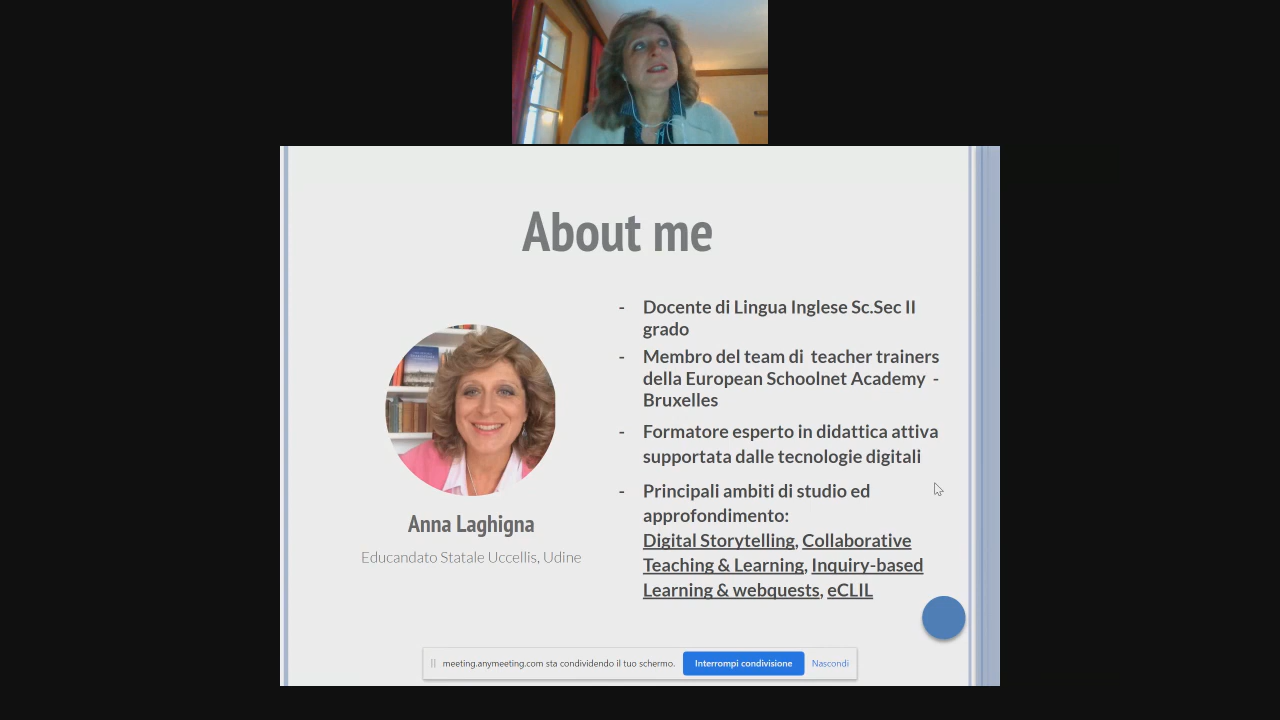 About me
- Docente di Lingua Inglese Sc.Sec II
grado
- Membro del team di teacher trainers
della European Schoolnet Academy -
Bruxelles
- Formatore esperto in didattica attiva
supportata dalle tecnologie digitali
- Principali ambiti di studio ed
approfondimento:
Digital Storytelling, Collaborative
Teaching & Learning, Inquiry-based
Learning & webquests, eCLIL
Anna Laghigna
Educandato Statale Uccellis, Udine
meeting.anymeeting.com sta condividendo il tuo schermo.
Interrompi condivisione
Nascondi